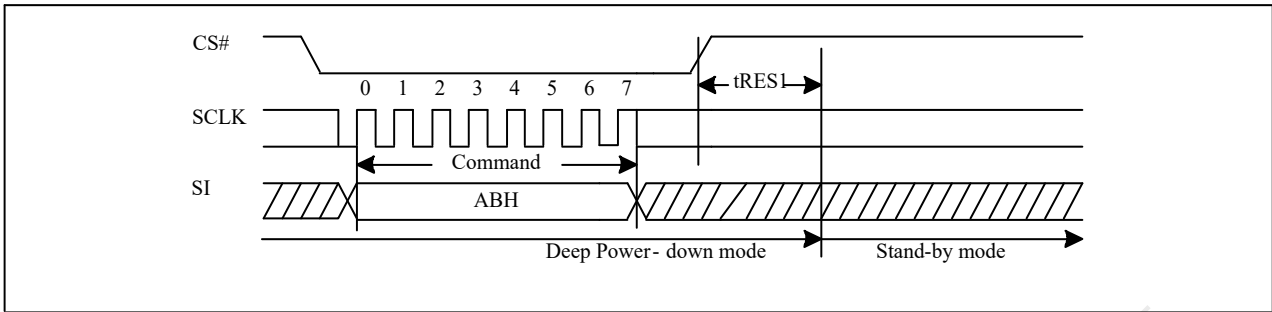 CS#
tRES1
0 1 2 3 4 5 6 7
SCLK
Command
SI
ABH
Deep Power- down mode
Stand-by mode